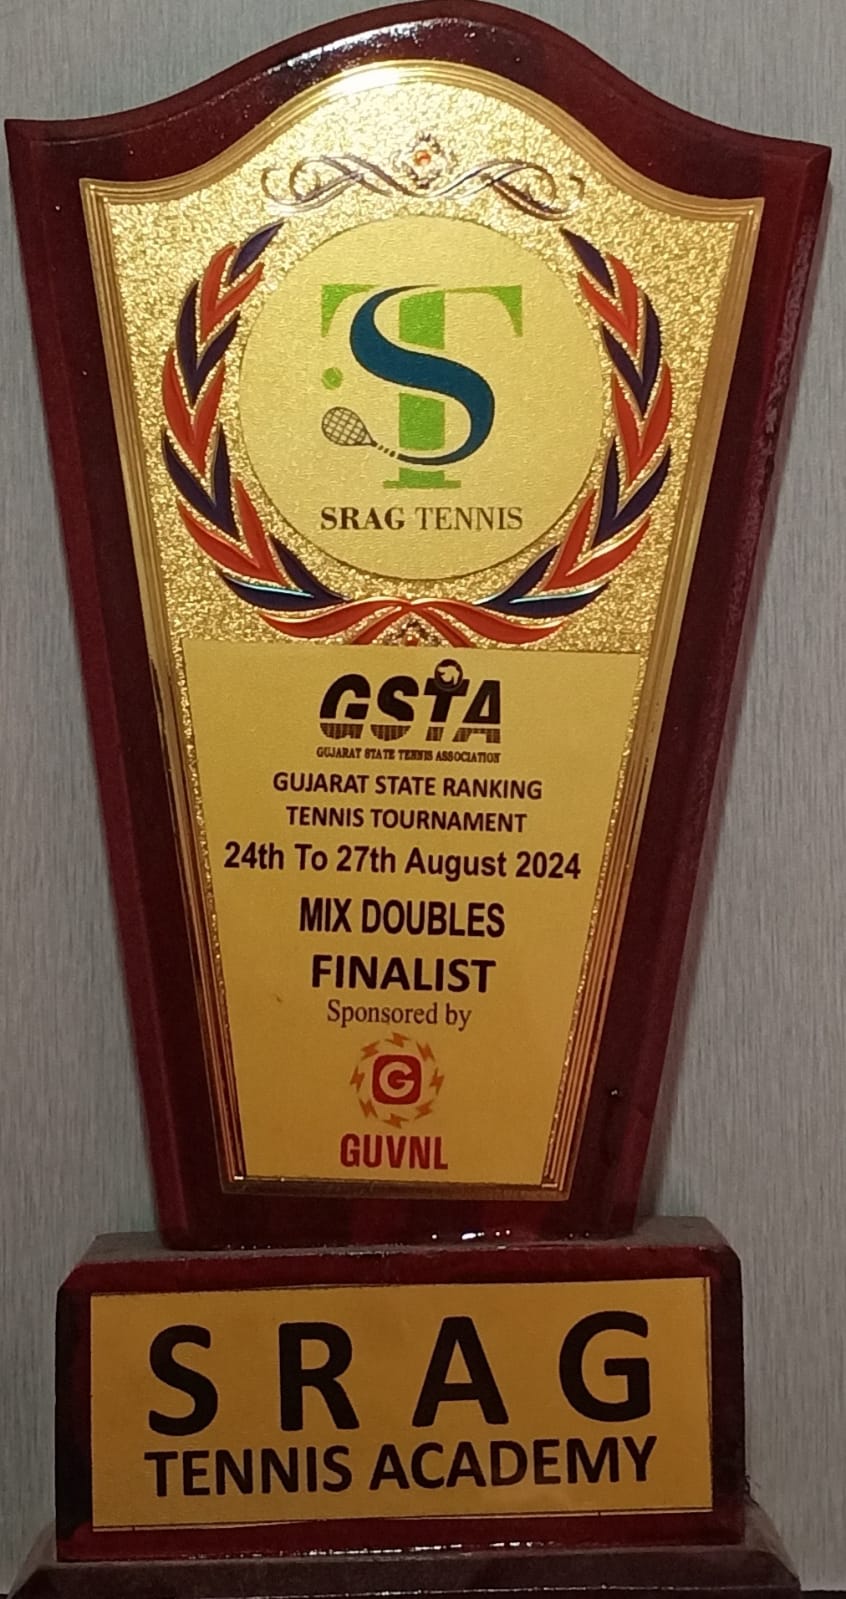 TS
SRAG TENNIS
GSTA
GUJARAT STATE TENNIS ASSOCIATION
GUJARAT STATE RANKING
TENNIS TOURNAMENT
24th To 27th August 2024
MIX DOUBLES
FINALIST
Sponsored by
G
GUVNL
SRAG
TENNIS ACADEMY